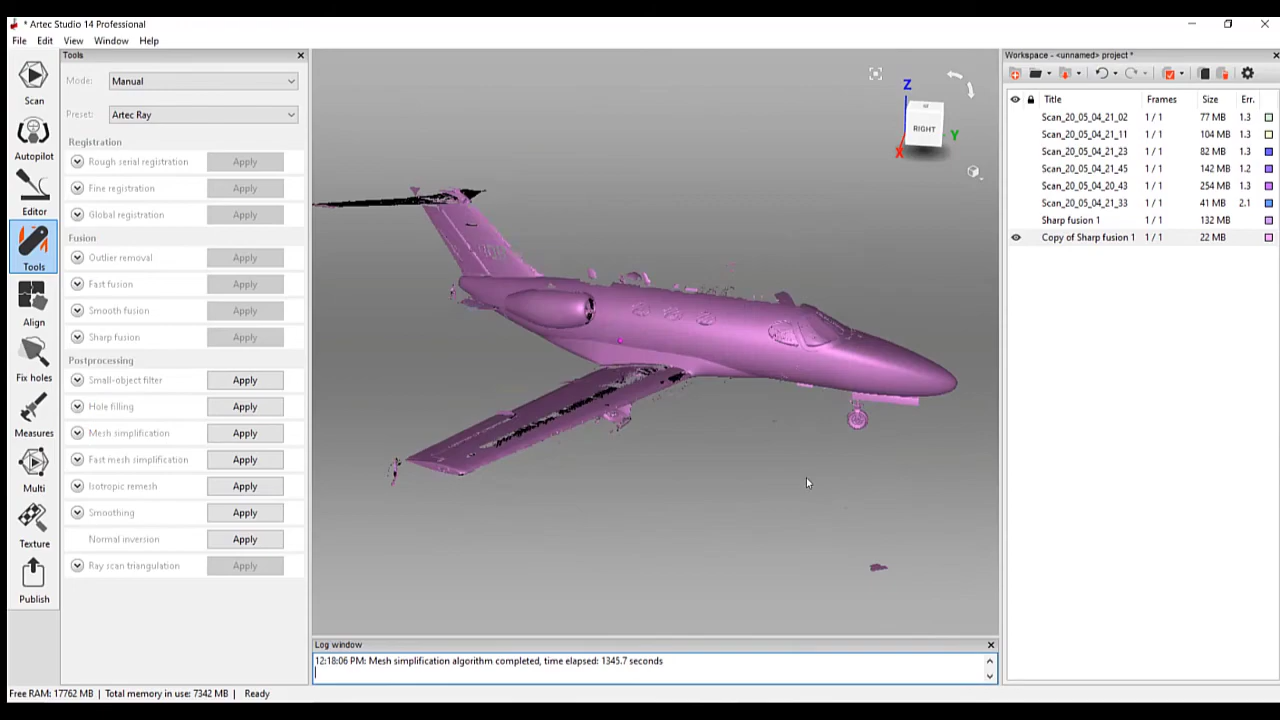 * Artec Studio 14 Professional
File Edit View Window Help
Tools
Mode: Manual
Preset: Artec Ray
Registration
Rough serial registration Apply
Fine registration Apply
Global registration Apply
Fusion
Outlier removal Apply
Fast fusion Apply
Smooth fusion Apply
Sharp fusion Apply
Postprocessing
Small-object filter Apply
Hole filling Apply
Mesh simplification Apply
Fast mesh simplification Apply
Isotropic remesh Apply
Smoothing Apply
Normal inversion Apply
Ray scan triangulation Apply
Scan
Autopilot
Editor
Tools
Align
Fix holes
Measures
Multi
Texture
Publish
Z
RIGHT
Y
X
Workspace - <unnamed> project *
Title Frames Size Err.
Scan_20_05_04_21_02 1 / 1 77 MB 1.3
Scan_20_05_04_21_11 1 / 1 104 MB 1.3
Scan_20_05_04_21_23 1 / 1 82 MB 1.3
Scan_20_05_04_21_45 1 / 1 142 MB 1.2
Scan_20_05_04_20_43 1 / 1 254 MB 1.3
Scan_20_05_04_21_33 1 / 1 41 MB 2.1
Sharp fusion 1 1 / 1 132 MB
Copy of Sharp fusion 1 1 / 1 22 MB
Log window
12:18:06 PM: Mesh simplification algorithm completed, time elapsed: 1345.7 seconds
Free RAM: 17762 MB | Total memory in use: 7342 MB | Ready